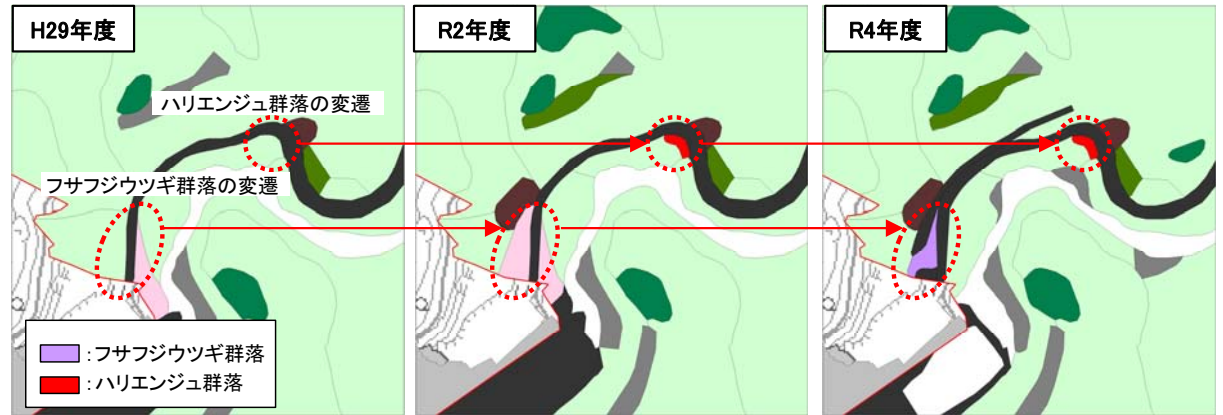 H29年度
R2年度
R4年度
ハリエンジュ群落の変遷
フサフジウツギ群落の変遷
：フサフジウツギ群落
：ハリエンジュ群落